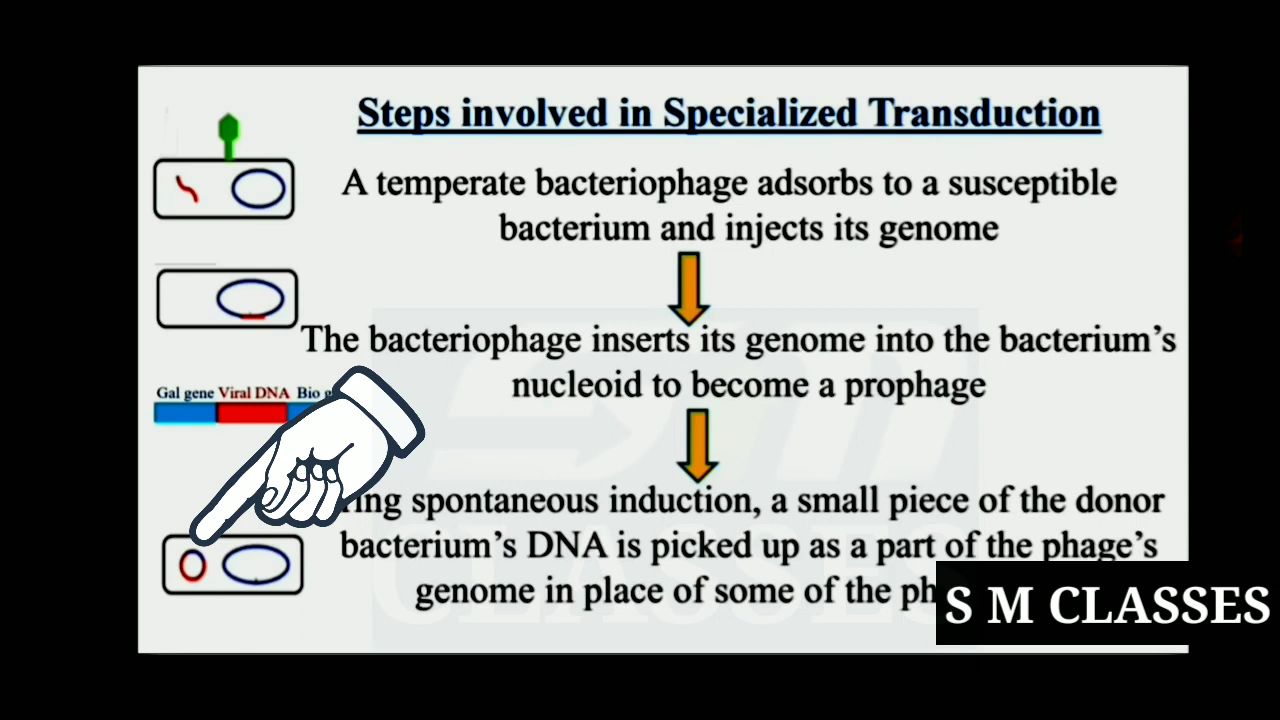 Steps involved in Specialized Transduction
A temperate bacteriophage adsorbs to a susceptible
bacterium and injects its genome
The bacteriophage inserts its genome into the bacterium's
nucleoid to become a prophage
Gal gene Viral DNA Bio
spontaneous induction, a small piece of the donor
bacterium's DNA is picked up as a part of the phage's
genome in place of some of the
S M CLASSES
CLASSES